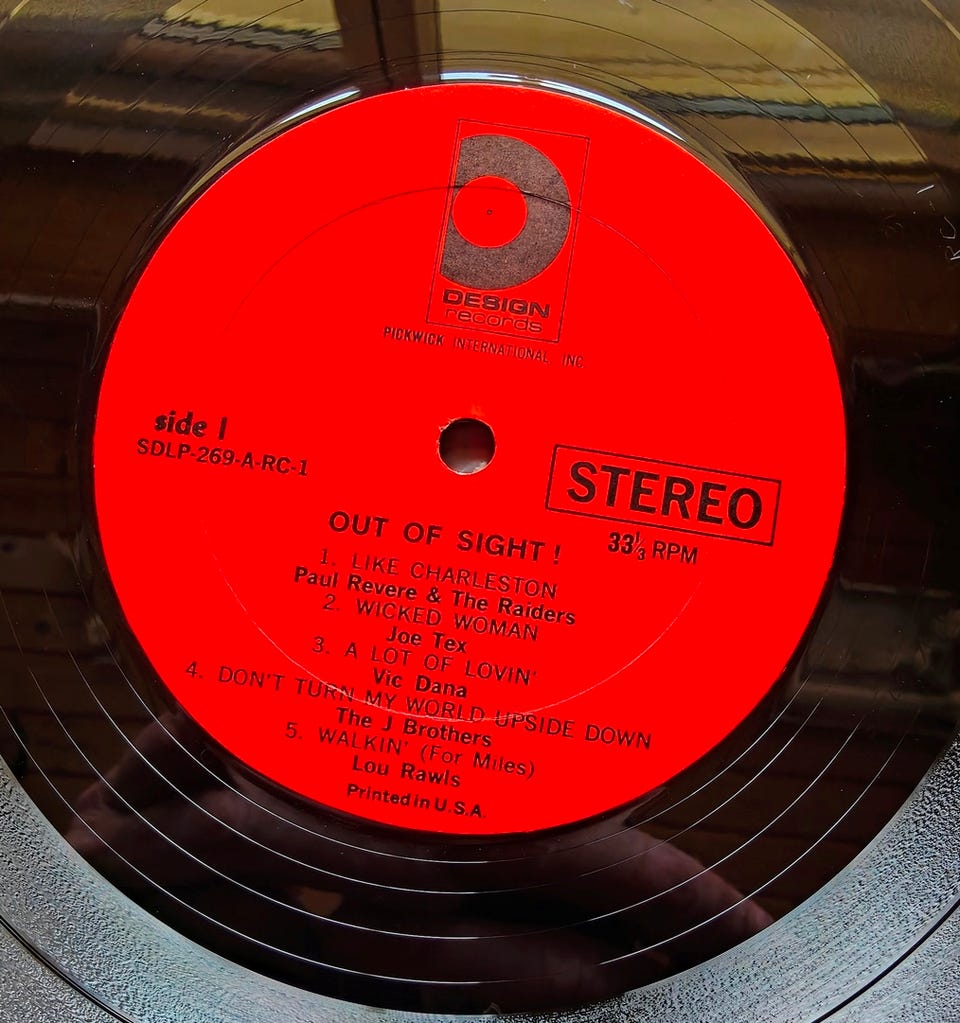 DESIGN
records
PICKWICK INTERNATIONAL, INC.
side 1
SDLP-269-A-RC-1
STEREO
33⅓ RPM
OUT OF SIGHT!
1. LIKE CHARLESTON
Paul Revere & The Raiders
2. WICKED WOMAN
Joe Tex
3. A LOT OF LOVIN'
Vic Dana
4. DON'T TURN MY WORLD UPSIDE DOWN
The J Brothers
5. WALKIN' (For Miles)
Lou Rawls
Printed in U.S.A.